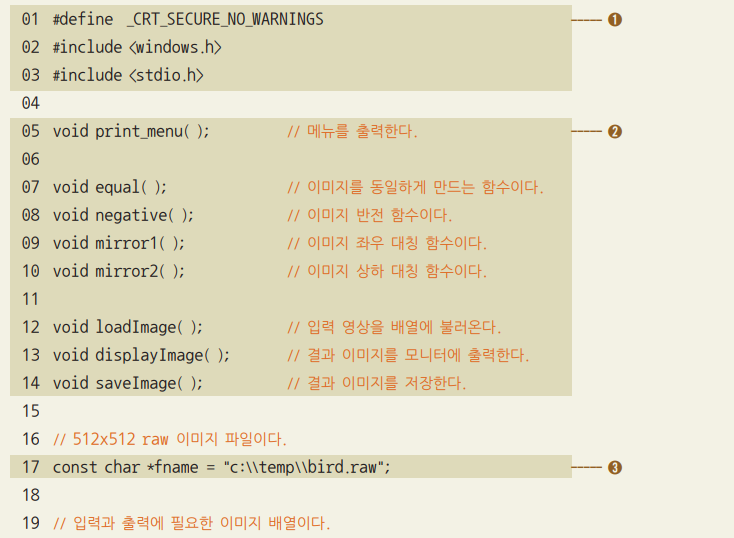 01 #define _CRT_SECURE_NO_WARNINGS ❶
02 #include <windows.h>
03 #include <stdio.h>
04
05 void print_menu( ); // 메뉴를 출력한다. ❷
06
07 void equal( ); // 이미지를 동일하게 만드는 함수이다.
08 void negative( ); // 이미지 반전 함수이다.
09 void mirror1( ); // 이미지 좌우 대칭 함수이다.
10 void mirror2( ); // 이미지 상하 대칭 함수이다.
11
12 void loadImage( ); // 입력 영상을 배열에 불러온다.
13 void displayImage( ); // 결과 이미지를 모니터에 출력한다.
14 void saveImage( ); // 결과 이미지를 저장한다.
15
16 // 512x512 raw 이미지 파일이다.
17 const char *fname = "c:\\temp\\bird.raw"; ❸
18
19 // 입력과 출력에 필요한 이미지 배열이다.